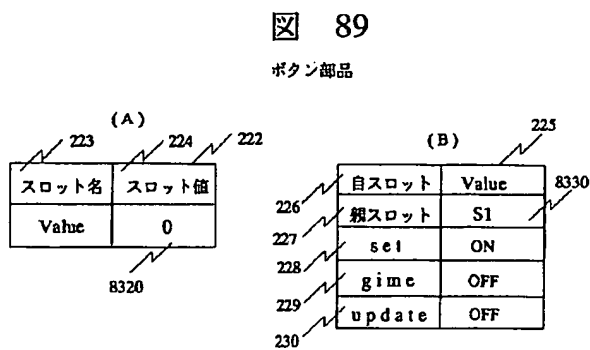 図 89
ボタン部品
(A)
223 224 222
スロット名 スロット値
Value 0
8320
(B)
225
自スロット Value
226
8330
親スロット S1
227
set ON
228
gime OFF
229
update OFF
230